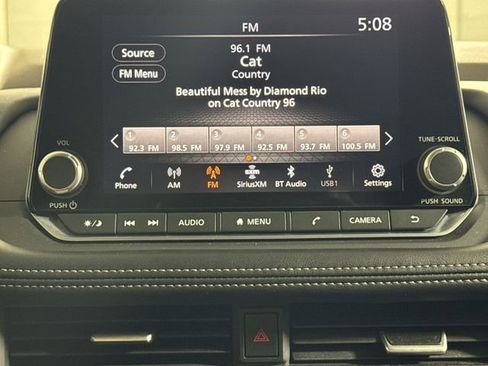 FM
5:08
Source
FM Menu
96.1 FM
Cat
Country
Beautiful Mess by Diamond Rio
on Cat Country 96
1 2 3 4 5 6
92.3 FM 98.5 FM 97.9 FM 92.5 FM 93.7 FM 100.5 FM
Phone AM FM SiriusXM BT Audio USB1 Settings
VOL
PUSH
TUNE-SCROLL
PUSH SOUND
AUDIO MENU CAMERA